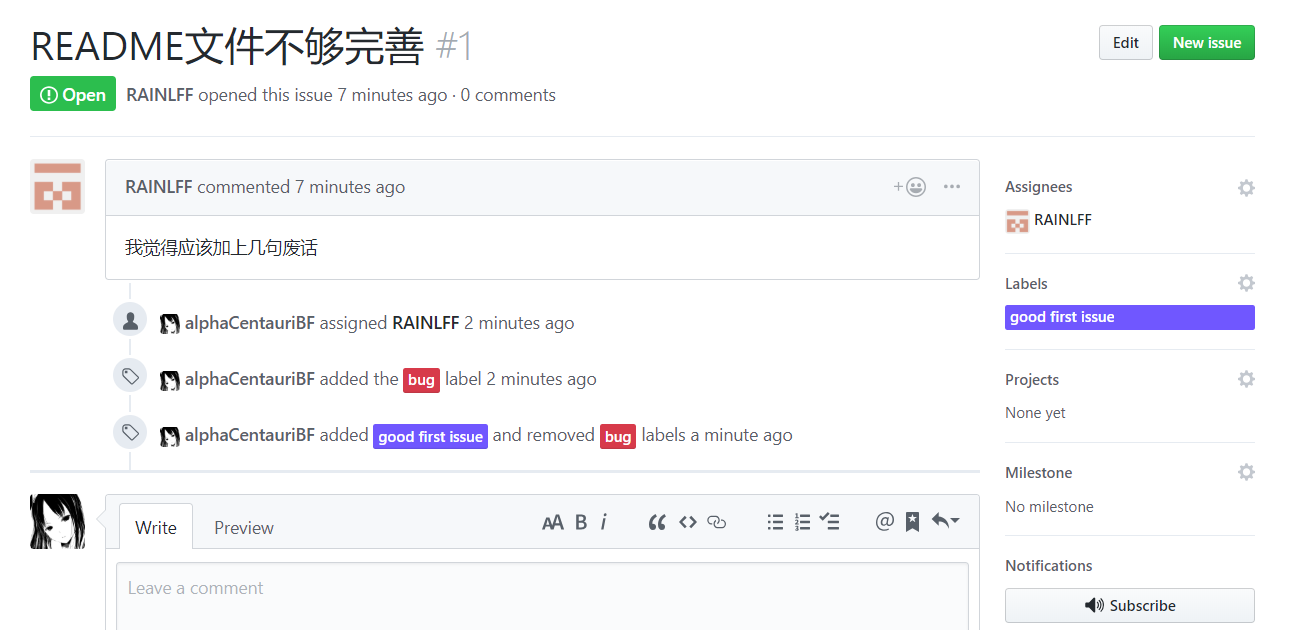 README文件不够完善 #1
Edit
New issue
Open
RAINLFF opened this issue 7 minutes ago · 0 comments
RAINLFF commented 7 minutes ago
我觉得应该加上几句废话
alphaCentauriBF assigned RAINLFF 2 minutes ago
alphaCentauriBF added the bug label 2 minutes ago
alphaCentauriBF added good first issue and removed bug labels a minute ago
Write
Preview
Leave a comment
Assignees
RAINLFF
Labels
good first issue
Projects
None yet
Milestone
No milestone
Notifications
Subscribe